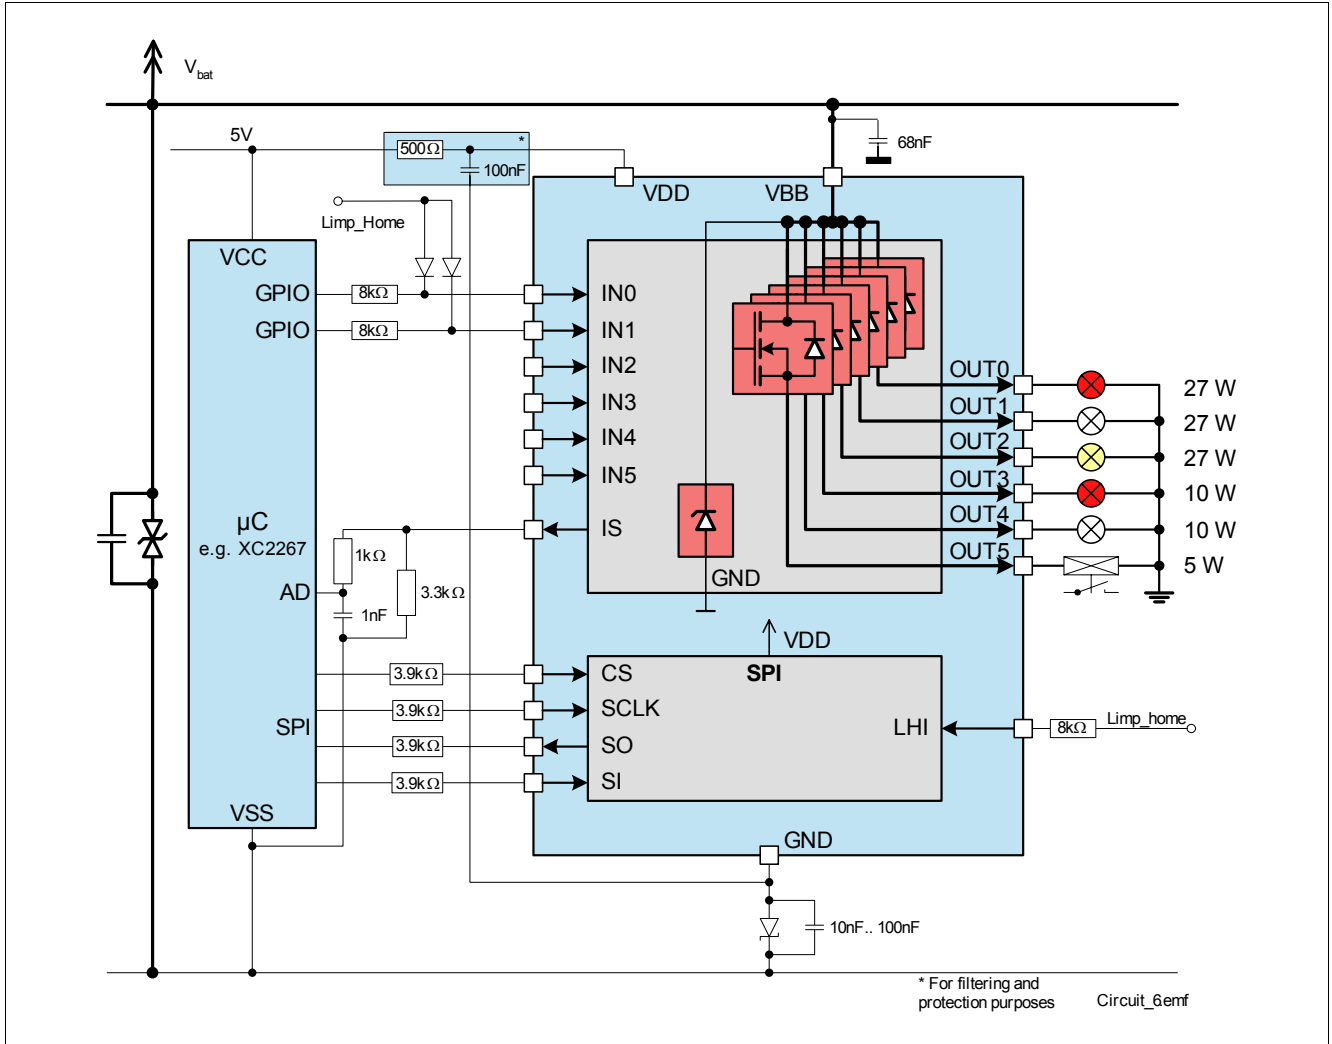 Vbat
5V
500Ω
*
100nF
68nF
VDD
VBB
Limp_Home
VCC
GPIO
8kΩ
IN0
GPIO
8kΩ
IN1
IN2
IN3
IN4
IN5
OUT0
27 W
OUT1
27 W
OUT2
27 W
OUT3
10 W
OUT4
10 W
OUT5
5 W
µC
e.g. XC2267
IS
1kΩ
AD
3.3kΩ
1nF
GND
VDD
SPI
3.9kΩ
CS
3.9kΩ
SCLK
SPI
3.9kΩ
SO
3.9kΩ
SI
LHI
8kΩ
Limp_home
VSS
GND
10nF.. 100nF
* For filtering and
protection purposes
Circuit_6.emf